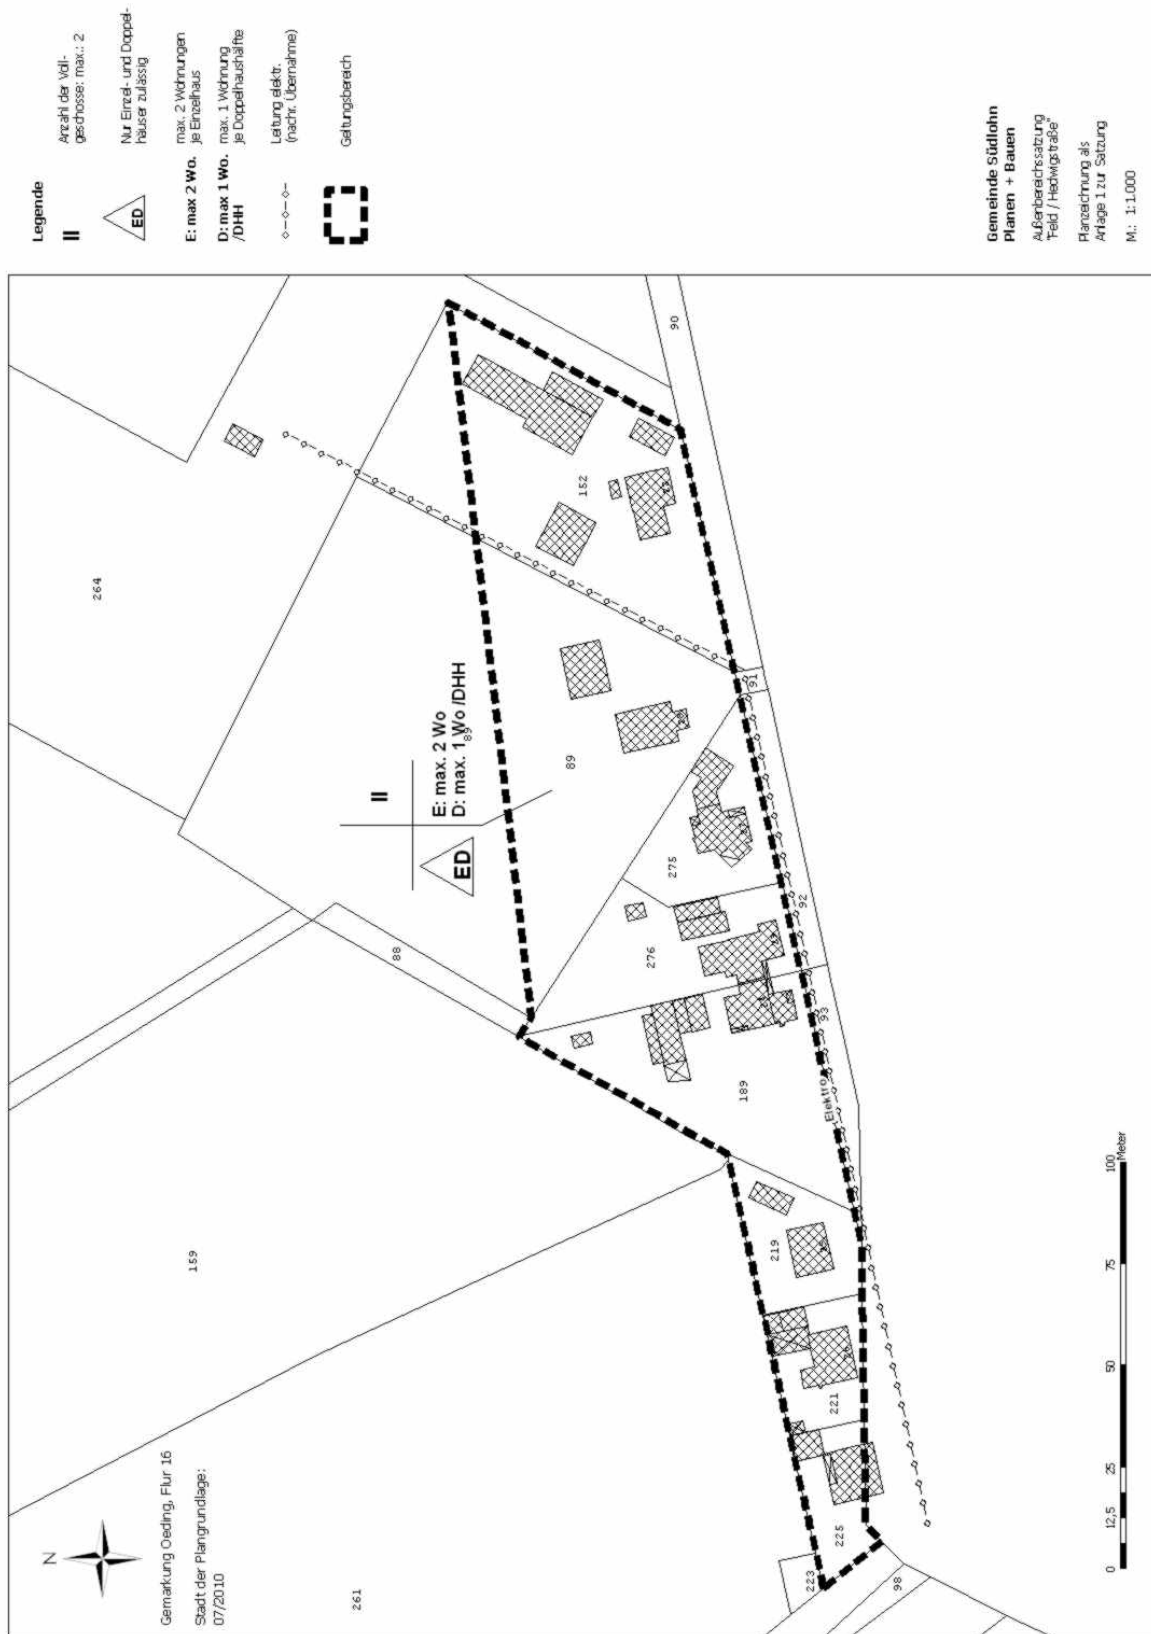 N
Gemarkung Oeding, Flur 16
Stadt der Plangrundlage:
07/2010
264
159
261
88
E: max. 2 Wo
D: max. 1 Wo /DHH
II
ED
89
89
152
90
91
275
276
92
93
189
Elektro
219
221
225
223
98
0
12,5
25
50
75
100
Meter
Legende
II
Anzahl der Voll-
geschosse: max.: 2
ED
Nur Einzel- und Doppel-
häuser zulässig
E: max 2 Wo.
max. 2 Wohnungen
je Einzelhaus
D: max 1 Wo.
/DHH
max. 1 Wohnung
je Doppelhaushälfte
Leitung elektr.
(nachr. Übernahme)
Geltungsbereich
Gemeinde Südlohn
Planen + Bauen
Außenbereichssatzung
"Feld / Hedwigstraße"
Planzeichnung als
Anlage 1 zur Satzung
M.: 1:1.000